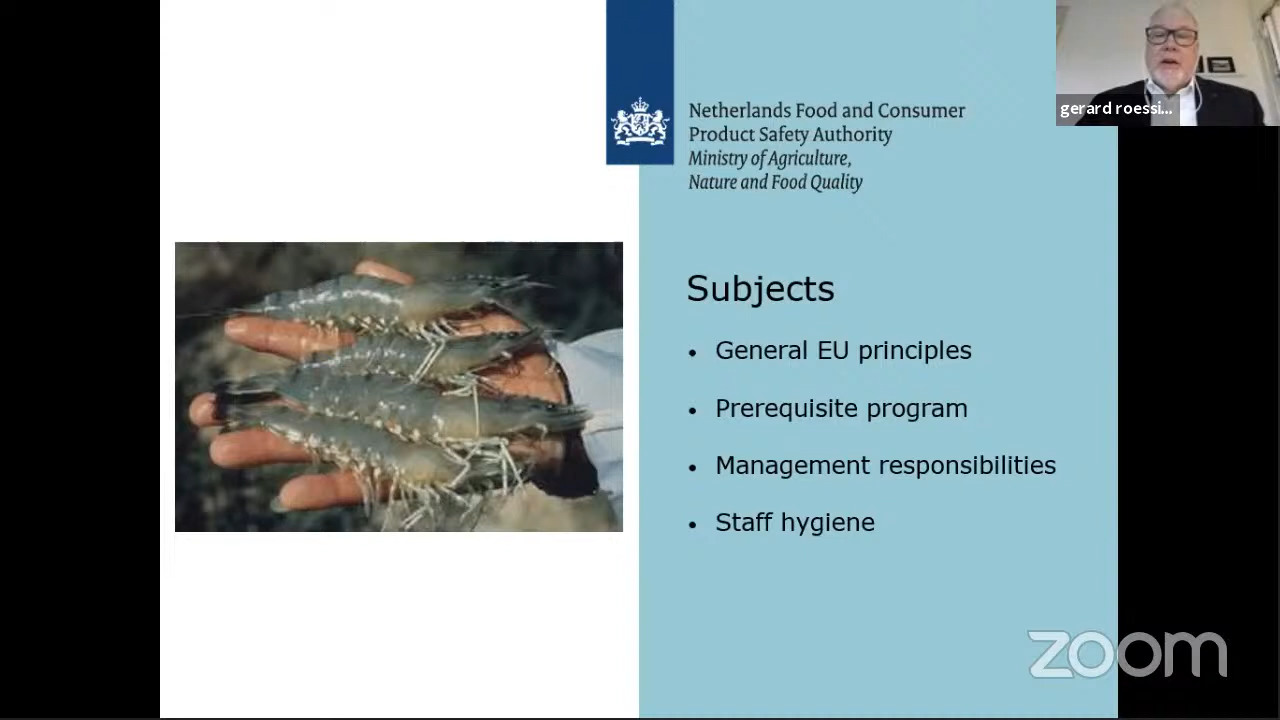 Netherlands Food and Consumer
Product Safety Authority
Ministry of Agriculture,
Nature and Food Quality
gerard roessi...
Subjects
• General EU principles
• Prerequisite program
• Management responsibilities
• Staff hygiene
zoom